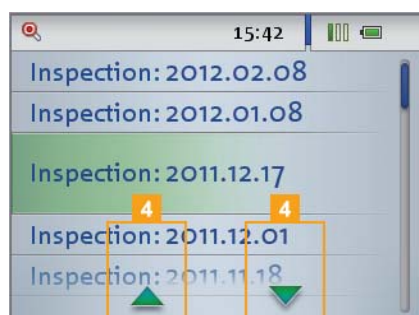 15:42
Inspection: 2012.02.08
Inspection: 2012.01.08
Inspection: 2011.12.17
4 4
Inspection: 2011.12.01
Inspection: 2011.11.18